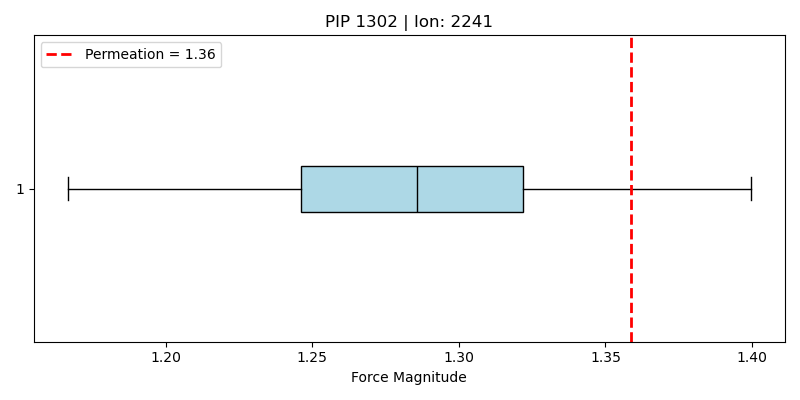 PIP 1302 | Ion: 2241
Permeation = 1.36
1
1.20 1.25 1.30 1.35 1.40
Force Magnitude